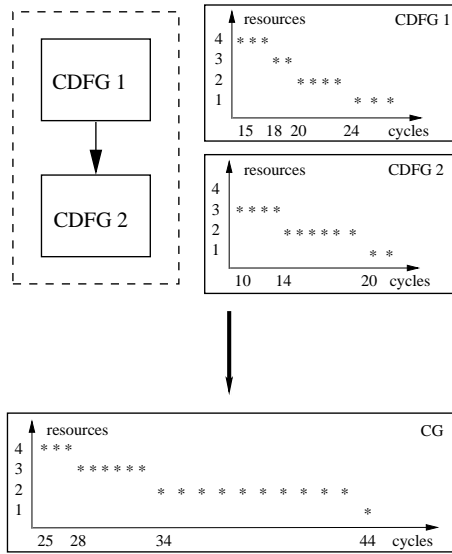 CDFG 1
CDFG 2
resources
CDFG 1
4
3
2
1
15 18 20 24 cycles
resources
CDFG 2
4
3
2
1
10 14 20 cycles
resources
CG
4
3
2
1
25 28 34 44 cycles